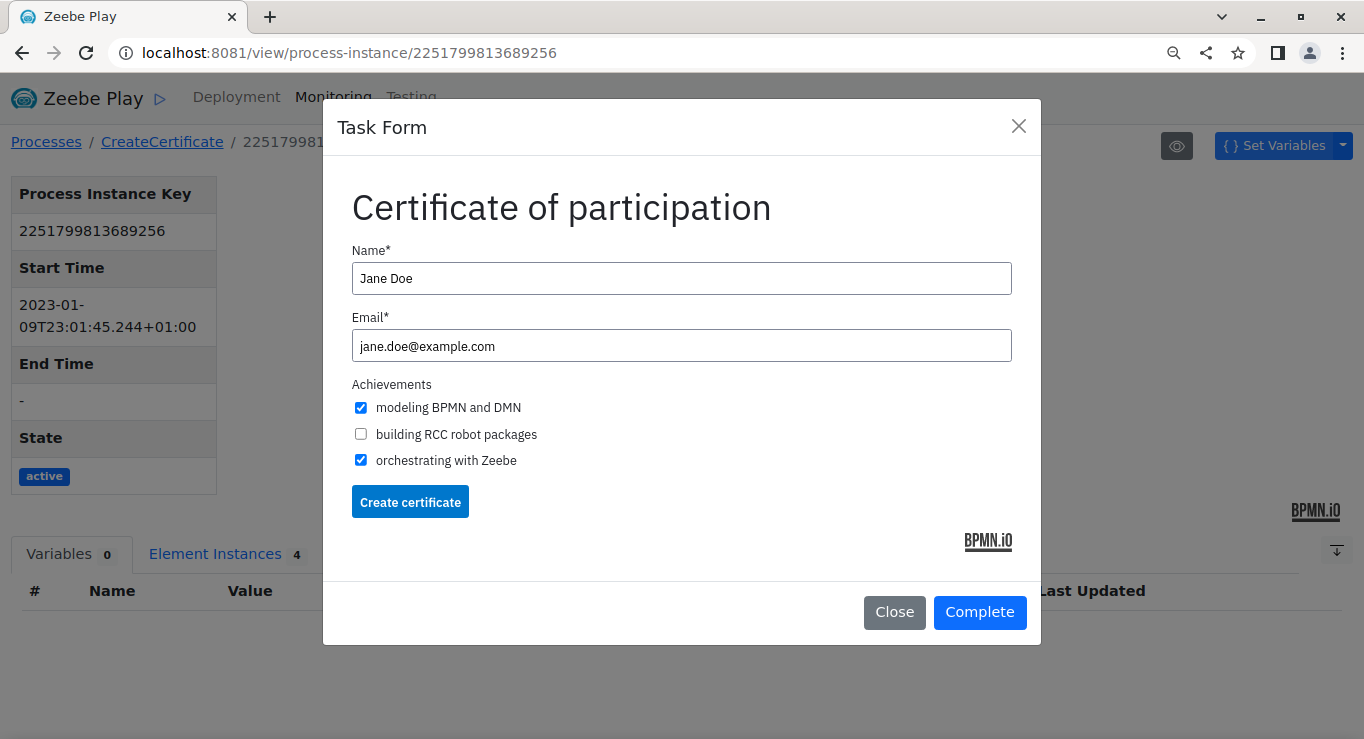 Zeebe Play
localhost:8081/view/process-instance/2251799813689256
Zeebe Play Deployment Monitoring Testing
Processes / CreateCertificate / 225179981
{ } Set Variables
Process Instance Key
2251799813689256
Start Time
2023-01-
09T23:01:45.244+01:00
End Time
-
State
active
Task Form
Certificate of participation
Name*
Jane Doe
Email*
jane.doe@example.com
Achievements
modeling BPMN and DMN
building RCC robot packages
orchestrating with Zeebe
Create certificate
BPMN.iO
Close Complete
BPMN.iO
Variables 0 Element Instances 4
# Name Value Last Updated